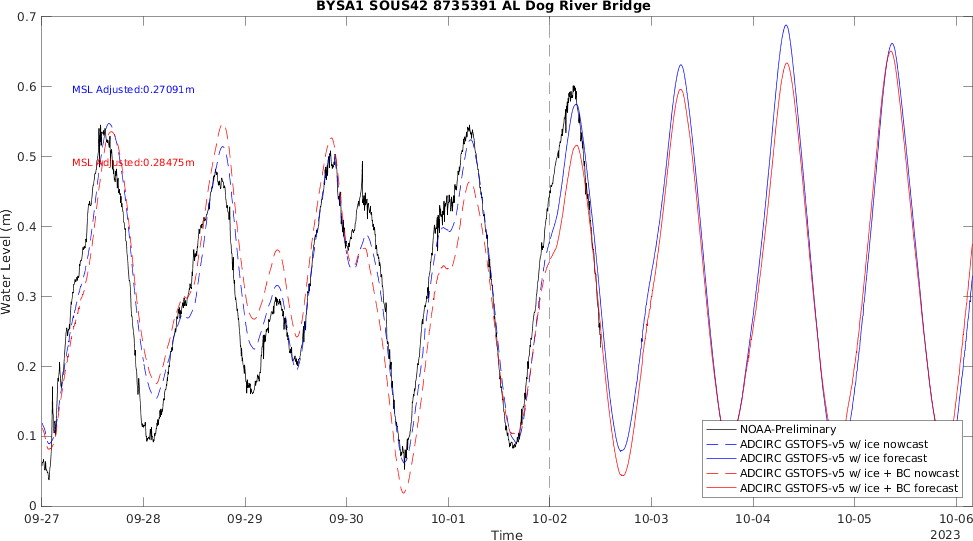 BYSA1 SOUS42 8735391 AL Dog River Bridge
0.7
0.6
0.5
0.4
0.3
0.2
0.1
0
Water Level (m)
MSL Adjusted:0.27091m
MSL Adjusted:0.28475m
NOAA-Preliminary
ADCIRC GSTOFS-v5 w/ ice nowcast
ADCIRC GSTOFS-v5 w/ ice forecast
ADCIRC GSTOFS-v5 w/ ice + BC nowcast
ADCIRC GSTOFS-v5 w/ ice + BC forecast
09-27 09-28 09-29 09-30 10-01 10-02 10-03 10-04 10-05 10-06
Time
2023